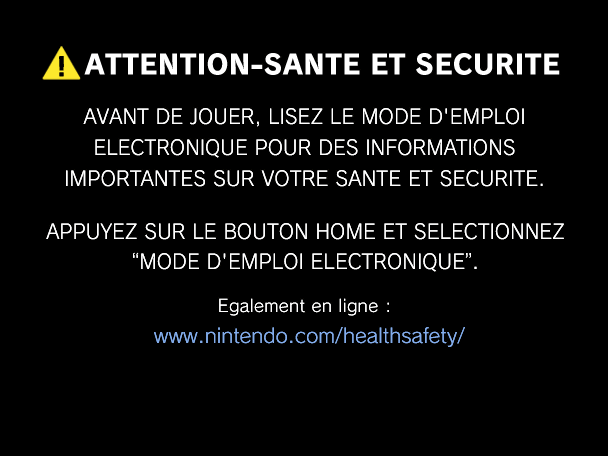 ATTENTION-SANTE ET SECURITE
AVANT DE JOUER, LISEZ LE MODE D'EMPLOI
ELECTRONIQUE POUR DES INFORMATIONS
IMPORTANTES SUR VOTRE SANTE ET SECURITE.
APPUYEZ SUR LE BOUTON HOME ET SELECTIONNEZ
“MODE D'EMPLOI ELECTRONIQUE”.
Egalement en ligne :
www.nintendo.com/healthsafety/